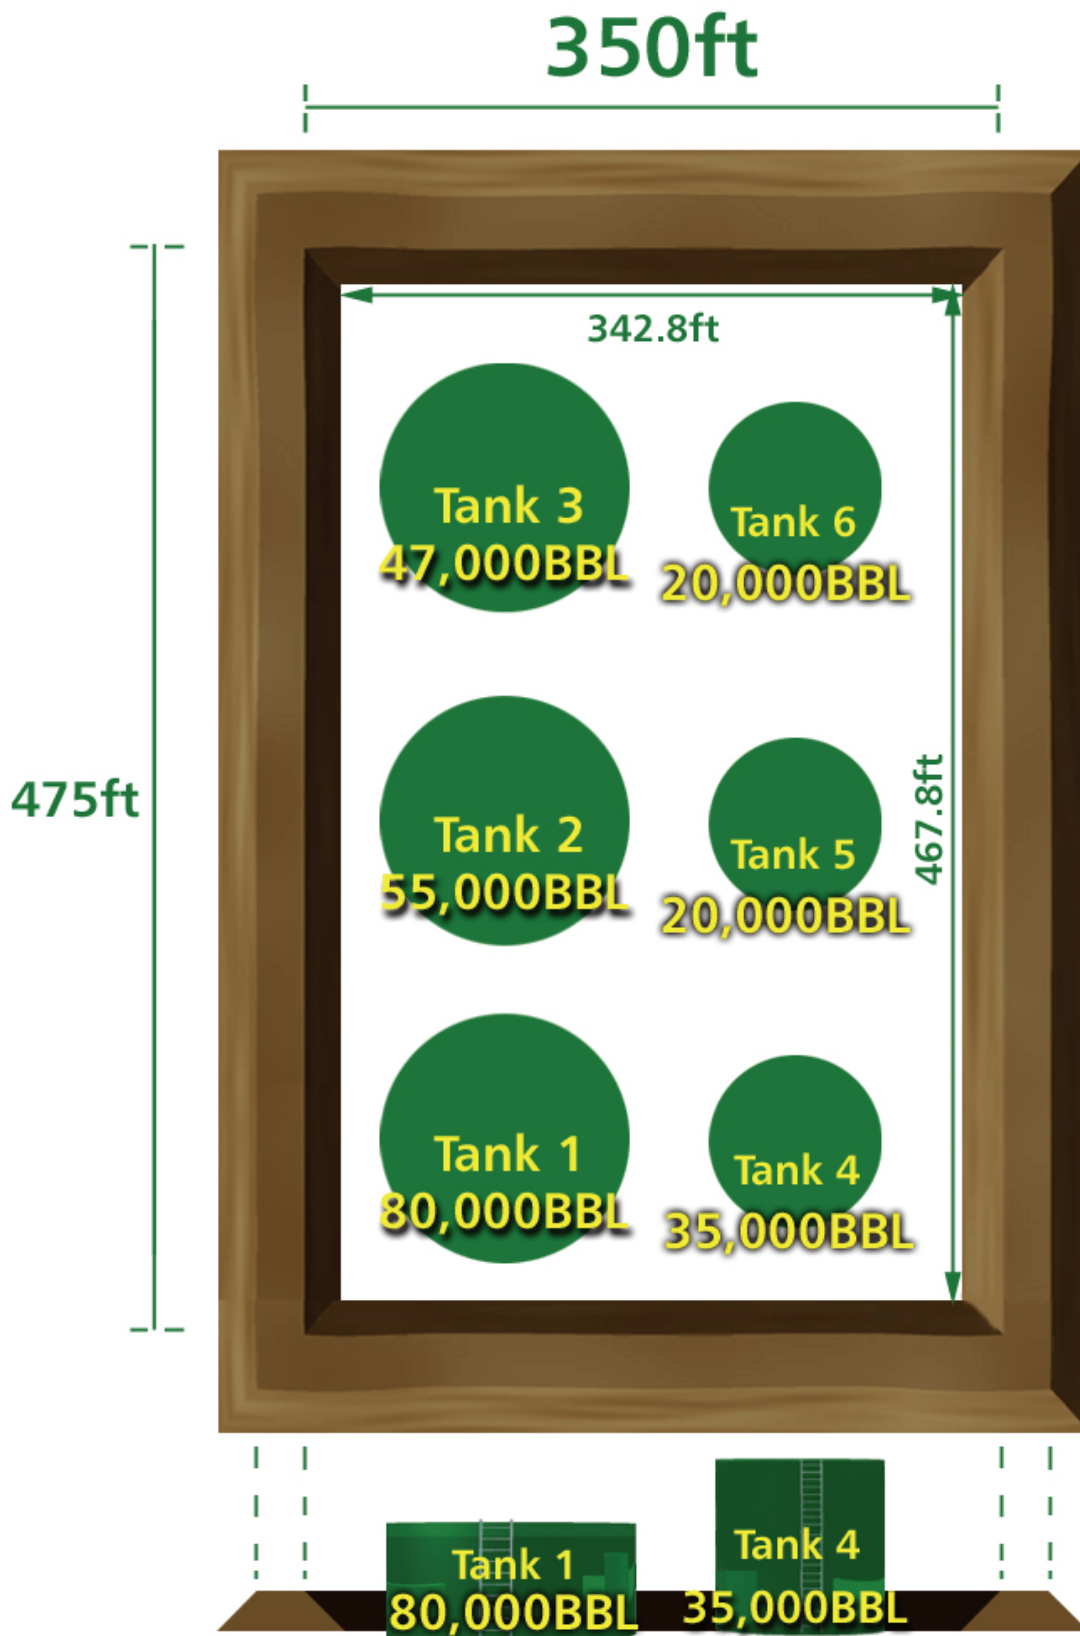 350ft
342.8ft
Tank 3
47,000BBL
Tank 6
20,000BBL
475ft
467.8ft
Tank 2
55,000BBL
Tank 5
20,000BBL
Tank 1
80,000BBL
Tank 4
35,000BBL
Tank 1
80,000BBL
Tank 4
35,000BBL